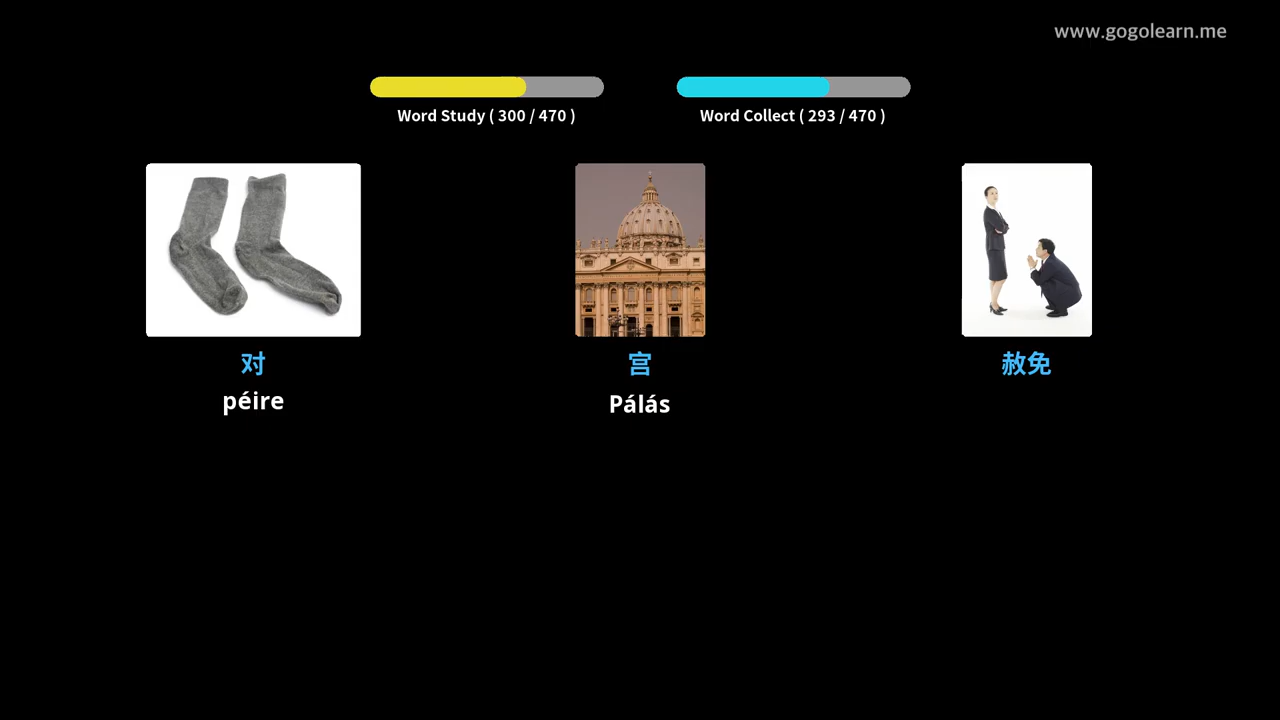 www.gogolearn.me
Word Study ( 300 / 470 )
Word Collect ( 293 / 470 )
对
péire
宫
Pálás
赦免